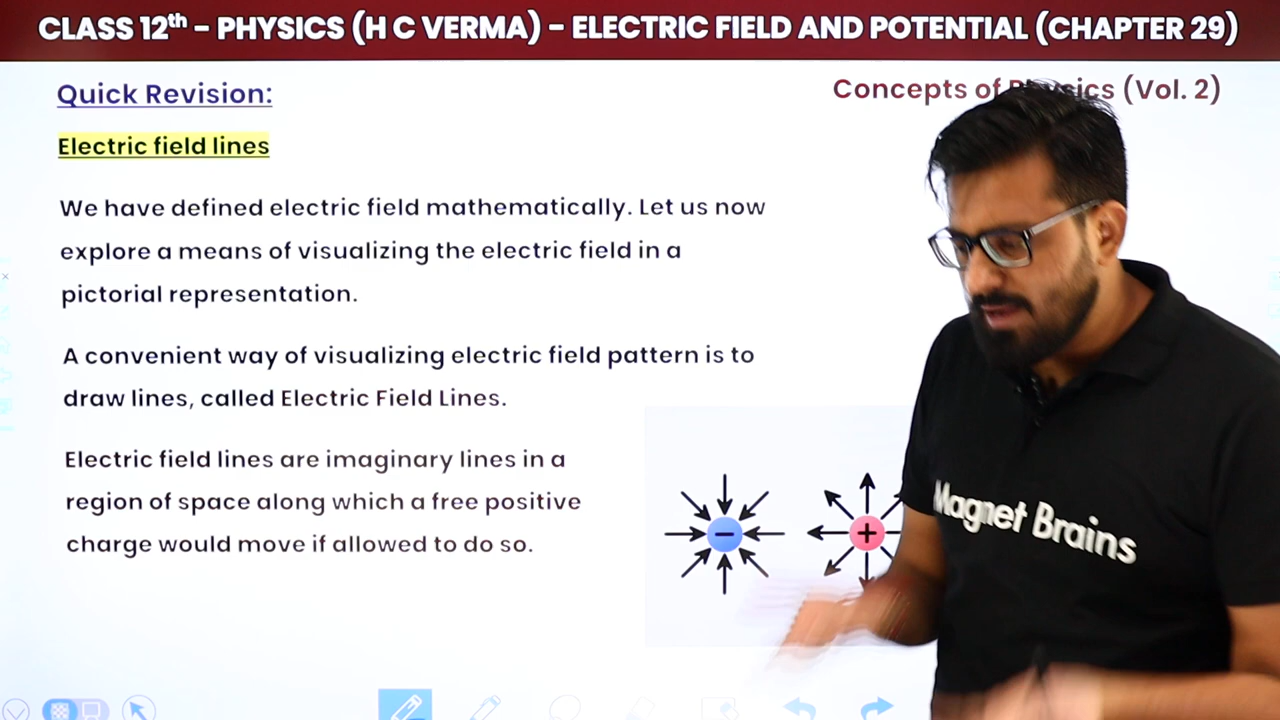 CLASS 12th – PHYSICS (H C VERMA) – ELECTRIC FIELD AND POTENTIAL (CHAPTER 29)
Quick Revision:
Concepts of Physics (Vol. 2)
Electric field lines
We have defined electric field mathematically. Let us now
explore a means of visualizing the electric field in a
pictorial representation.
A convenient way of visualizing electric field pattern is to
draw lines, called Electric Field Lines.
Electric field lines are imaginary lines in a
region of space along which a free positive
charge would move if allowed to do so.
− +
Magnet Brains